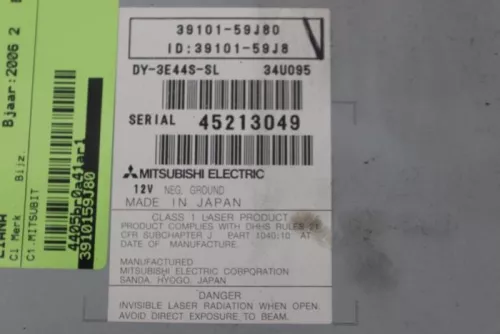 39101-59J80
ID:39101-59J8
DY-3E44S-SL 34U095
SERIAL 45213049
MITSUBISHI ELECTRIC
12V NEG. GROUND
MADE IN JAPAN
CLASS 1 LASER PRODUCT
PRODUCT COMPLIES WITH DHHS RULES 21
CFR SUBCHAPTER J, PART 1040:10 AT
DATE OF MANUFACTURE.
MANUFACTURED
MITSUBISHI ELECTRIC CORPORATION
SANDA, HYOGO, JAPAN
DANGER
INVISIBLE LASER RADIATION WHEN OPEN.
AVOID DIRECT EXPOSURE TO BEAM.
Bjaar:2006 2
C1.Merk Bijz.
C1.MITSUBIT
3910159J80